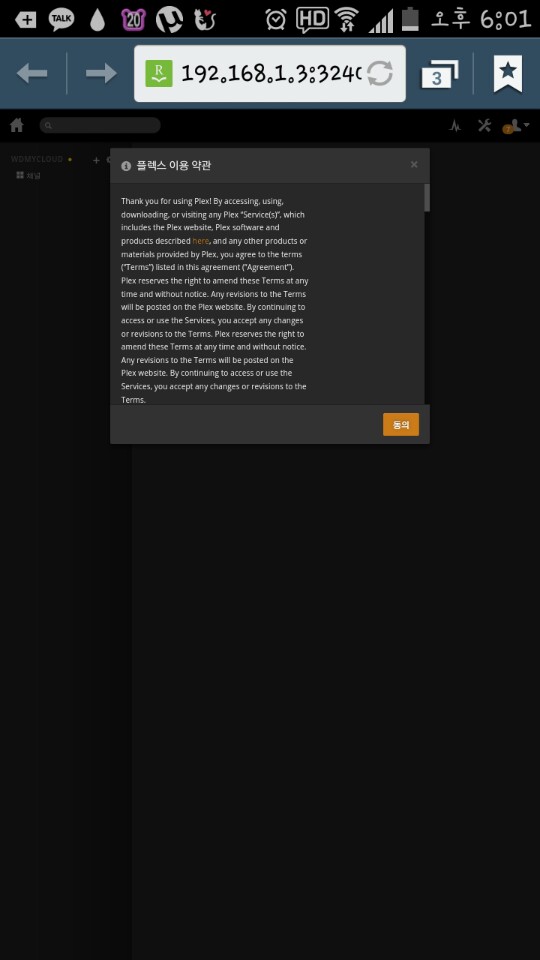 TALK 20 HD 오후 6:01
R 192.168.1.3:3240 3
WDMYCLOUD
채널
7
플렉스 이용 약관
Thank you for using Plex! By accessing, using,
downloading, or visiting any Plex “Service(s)”, which
includes the Plex website, Plex software and
products described here, and any other products or
materials provided by Plex, you agree to the terms
(“Terms”) listed in this agreement (“Agreement”).
Plex reserves the right to amend these Terms at any
time and without notice. Any revisions to the Terms
will be posted on the Plex website. By continuing to
access or use the Services, you accept any changes
or revisions to the Terms. Plex reserves the right to
amend these Terms at any time and without notice.
Any revisions to the Terms will be posted on the
Plex website. By continuing to access or use the
Services, you accept any changes or revisions to the
Terms.
동의